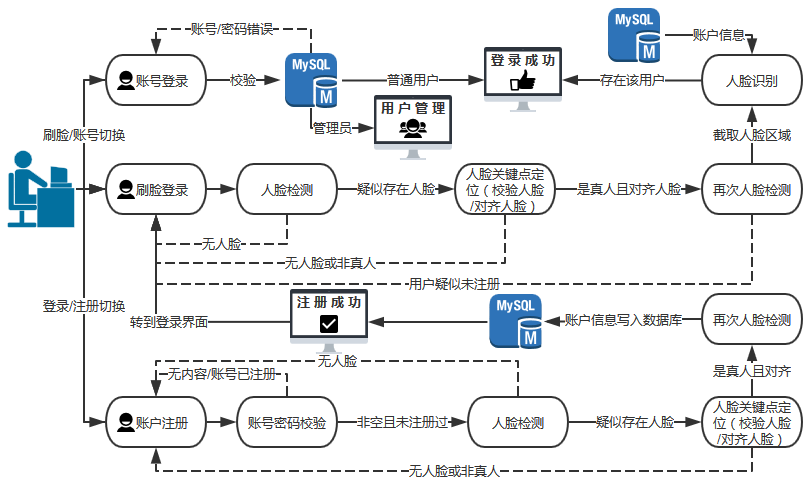 账号/密码错误
MySQL
M
账户信息
MySQL
M
登录成功
账号登录
校验
普通用户
存在该用户
人脸识别
用户管理
管理员
刷脸/账号切换
截取人脸区域
刷脸登录
人脸检测
疑似存在人脸
人脸关键点定
位（校验人脸
/对齐人脸）
是真人且对齐人脸
再次人脸检测
无人脸
无人脸或非真人
用户疑似未注册
登录/注册切换
注册成功
转到登录界面
MySQL
M
账户信息写入数据库
再次人脸检测
无人脸
无内容/账号已注册
是真人且对齐
账户注册
账号密码校验
非空且未注册过
人脸检测
疑似存在人脸
人脸关键点定
位（校验人脸
/对齐人脸）
无人脸或非真人